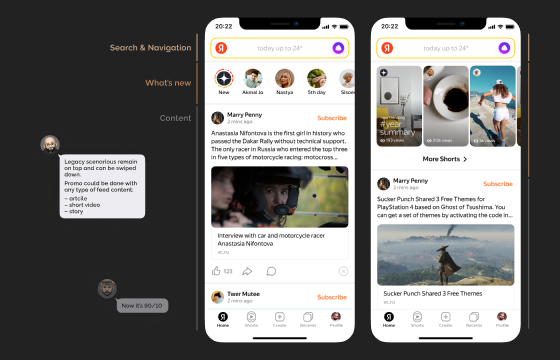 Search & Navigation
What's new
Content
Legacy scenorious remain
on top and can be swiped
down.
Promo could be done with
any type of feed content:
– artcile
– short video
– story
Now it's 90/10
20:22
Я
today up to 24°
New
Akmal Jo
Nastya
5th day
Marry Penny
2 mins ago
Subscribe
Anastasia Nifontova is the first girl in history who
passed the Dakar Rally without technical support.
The only racer in Russia who entered the top three
in five types of motorcycle racing: motocross...
Interview with car and motorcycle racer
Anastasia Nifontova
vc.ru
123
Twer Mutee
2 mins ago
Subscribe
Home
Shorts
Create
Recents
Profile
20:22
Я
today up to 24°
#year
summary
More Shorts
Marry Penny
2 mins ago
Subscribe
Sucker Punch Shared 3 Free Themes for
PlayStation 4 based on Ghost of Tsushima. You
can get a set of themes by activating the code in...
Sucker Punch Shared 3 Free Themes
vc.ru
Home
Shorts
Create
Recents
Profile